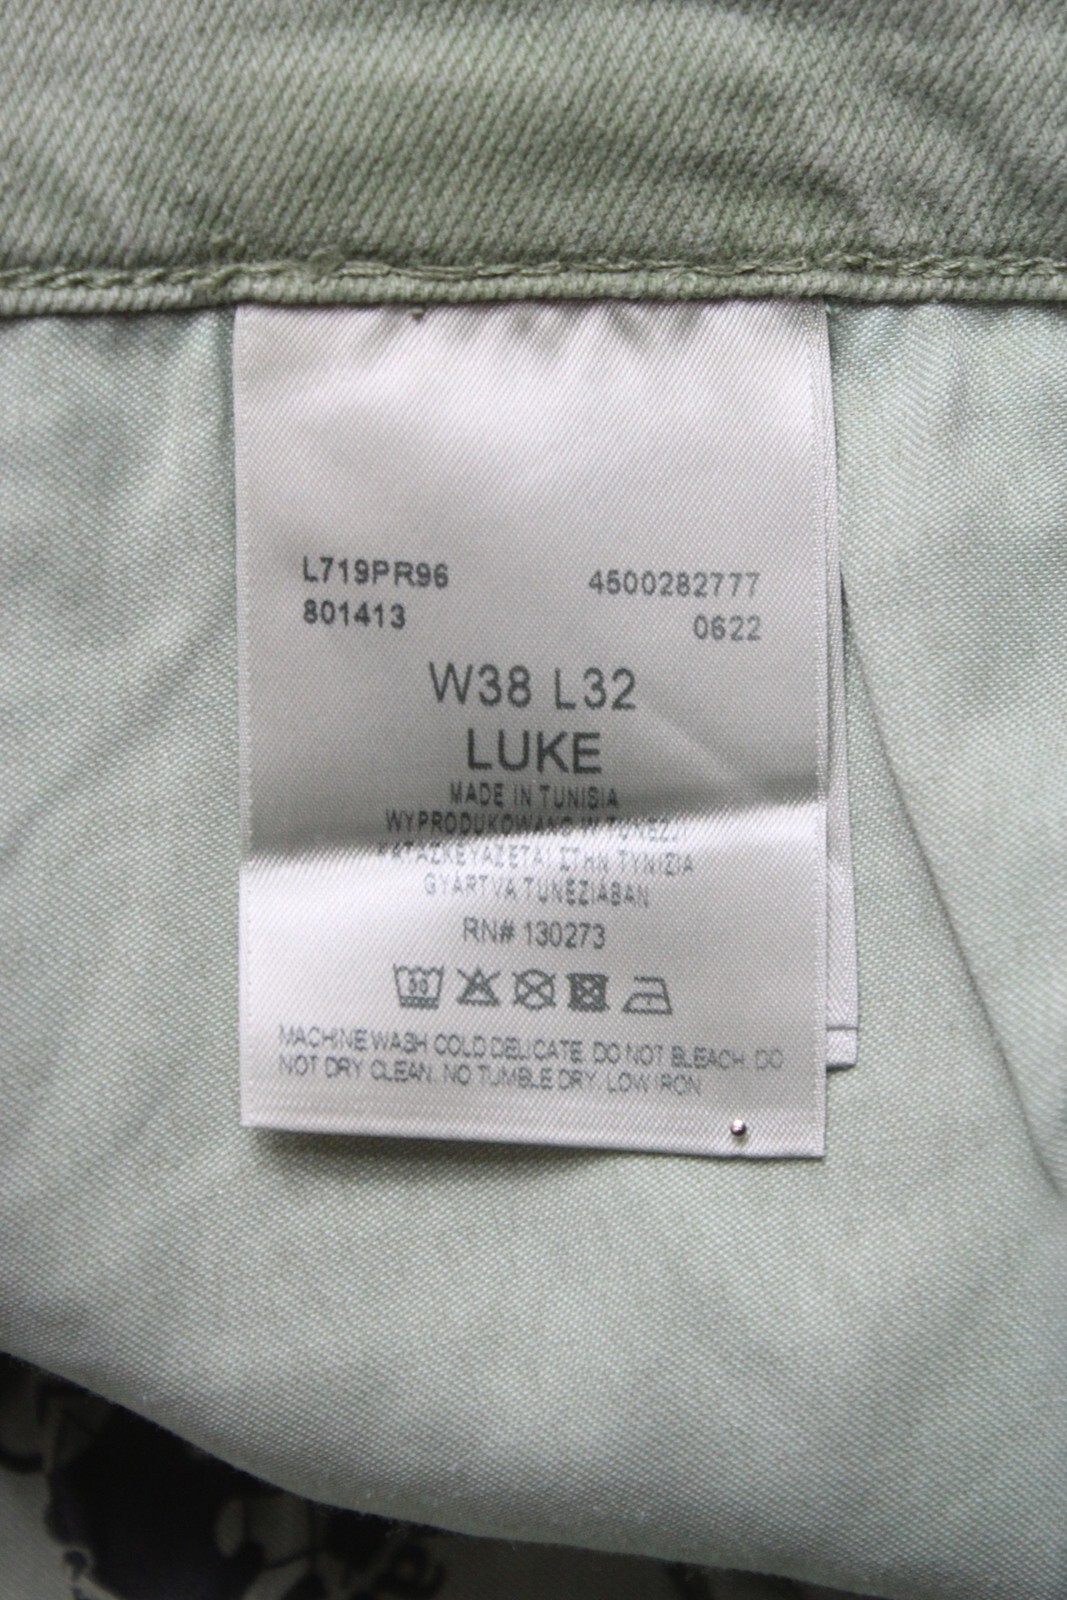 L719PR96 4500282777
801413 0622
W38 L32
LUKE
MADE IN TUNISIA
WYPRODUKOWANO W TUNEZJI
ΚΑΤΑΣΚΕΥΑΖΕΤΑΙ ΣΤΗΝ ΤΥΝΙΖΙΑ
GYARTVA TUNÉZIÁBAN
RN# 130273
30
MACHINE WASH COLD DELICATE. DO NOT BLEACH. DO
NOT DRY CLEAN. NO TUMBLE DRY. LOW IRON